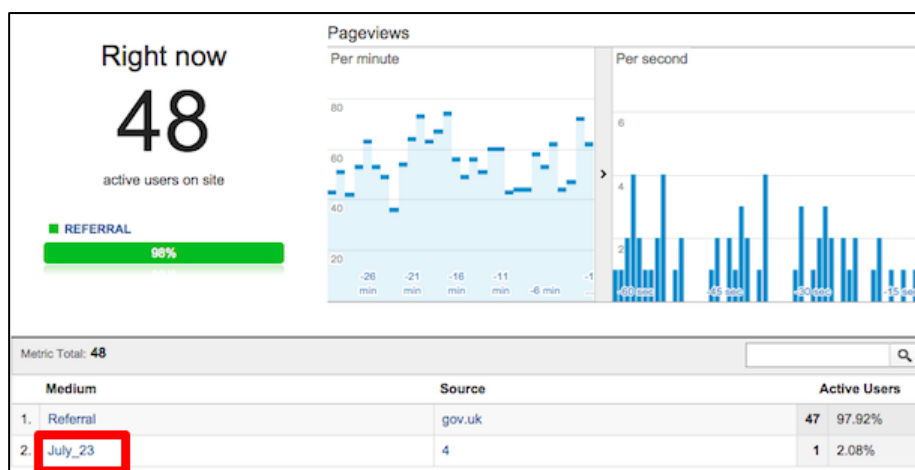 Right now
48
active users on site
REFERRAL
98%
Pageviews
Per minute
80
60
40
20
-26 min
-21 min
-16 min
-11 min
-6 min
-1
...
Per second
6
4
2
-60 sec
-45 sec
-30 sec
-15 se
Metric Total: 48
Medium Source Active Users
1. Referral gov.uk 47 97.92%
2. July_23 4 1 2.08%